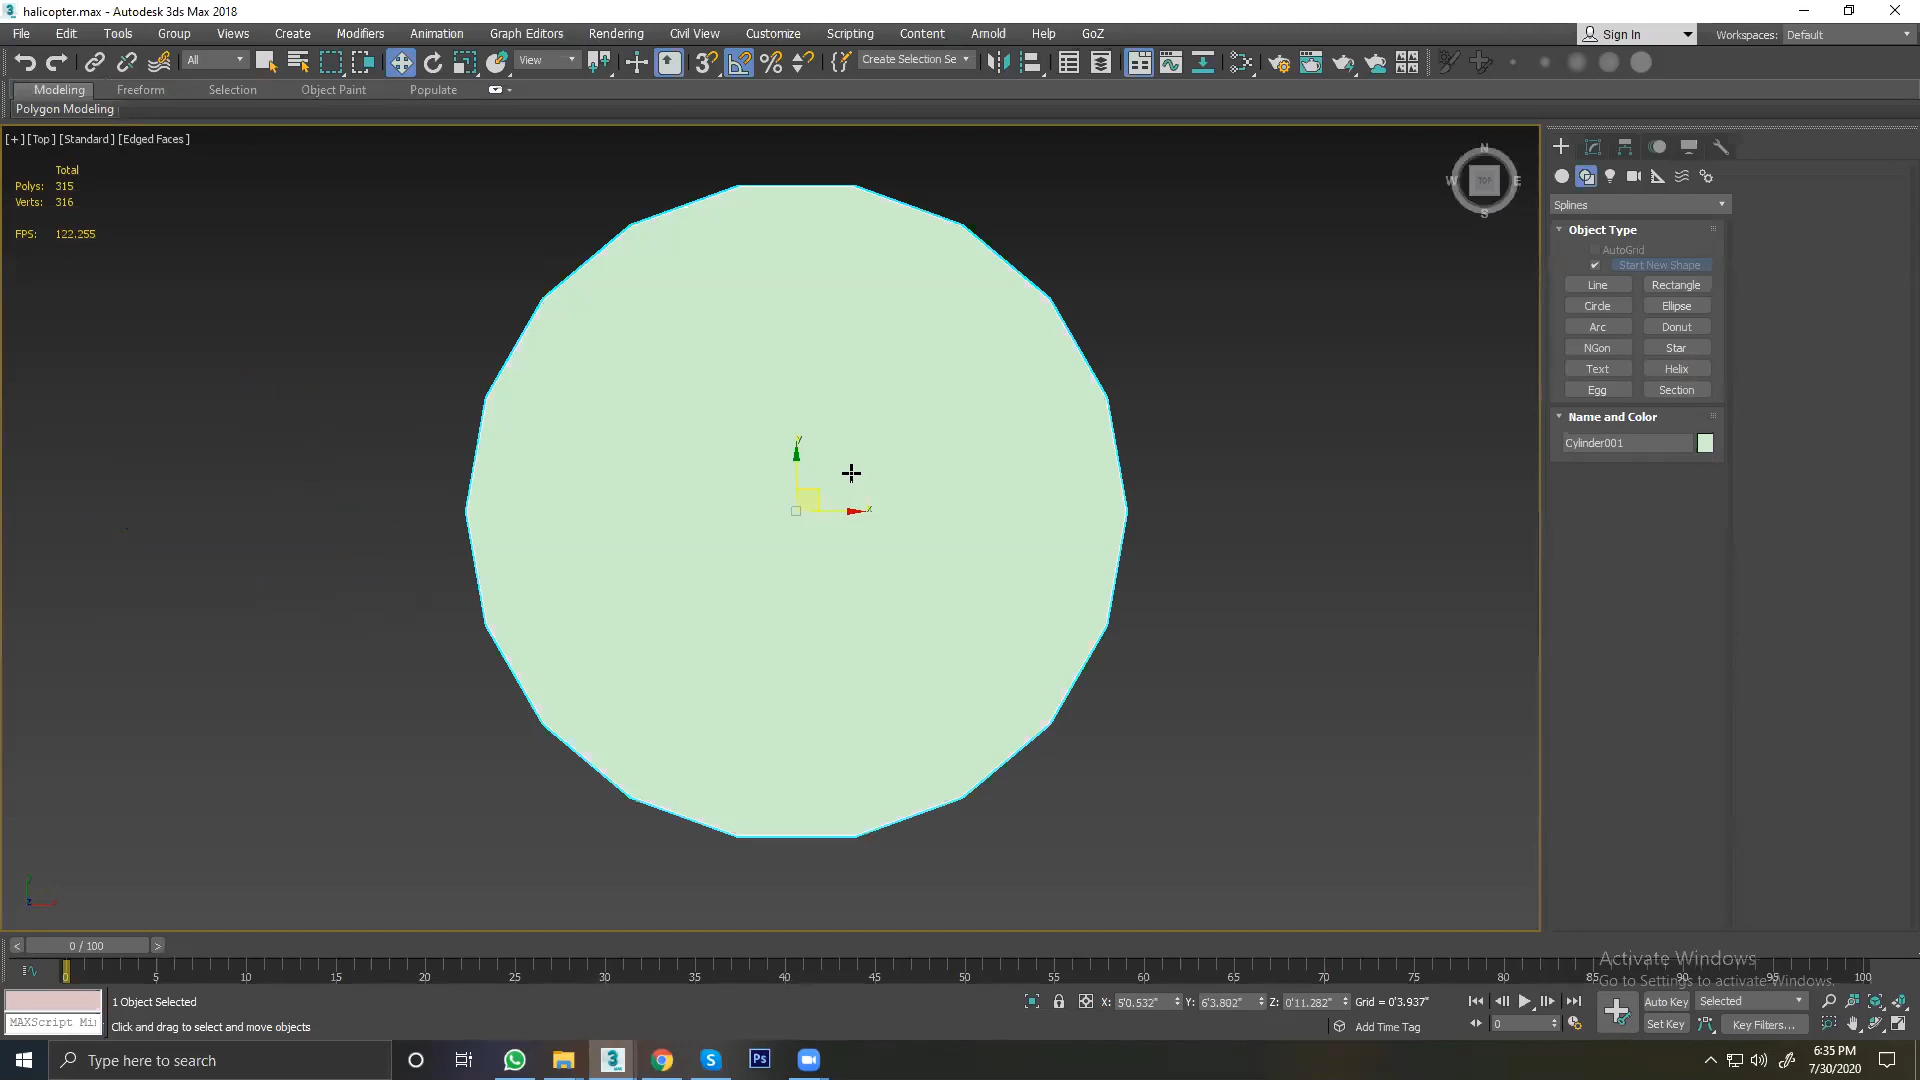 halicopter.max - Autodesk 3ds Max 2018
File Edit Tools Group Views Create Modifiers Animation Graph Editors Rendering Civil View Customize Scripting Content Arnold Help GoZ
Sign In Workspaces: Default
All View Create Selection Se
Modeling Freeform Selection Object Paint Populate
Polygon Modeling
[+] [Top] [Standard] [Edged Faces]
Total
Polys: 315
Verts: 316
FPS: 122.255
N
W TOP E
S
y
x
Splines
Object Type
AutoGrid
Start New Shape
Line Rectangle
Circle Ellipse
Arc Donut
NGon Star
Text Helix
Egg Section
Name and Color
Cylinder001
< 0 / 100 >
0 5 10 15 20 25 30 35 40 45 50 55 60 65 70 75 80 85 90 95 100
Activate Windows
Go to Settings to activate Windows.
1 Object Selected
X: 5'0.532" Y: 6'3.802" Z: 0'11.282" Grid = 0'3.937"
Auto Key Selected
MAXScript Mi
Click and drag to select and move objects
Add Time Tag
0
Set Key Key Filters...
Type here to search
6:35 PM
7/30/2020